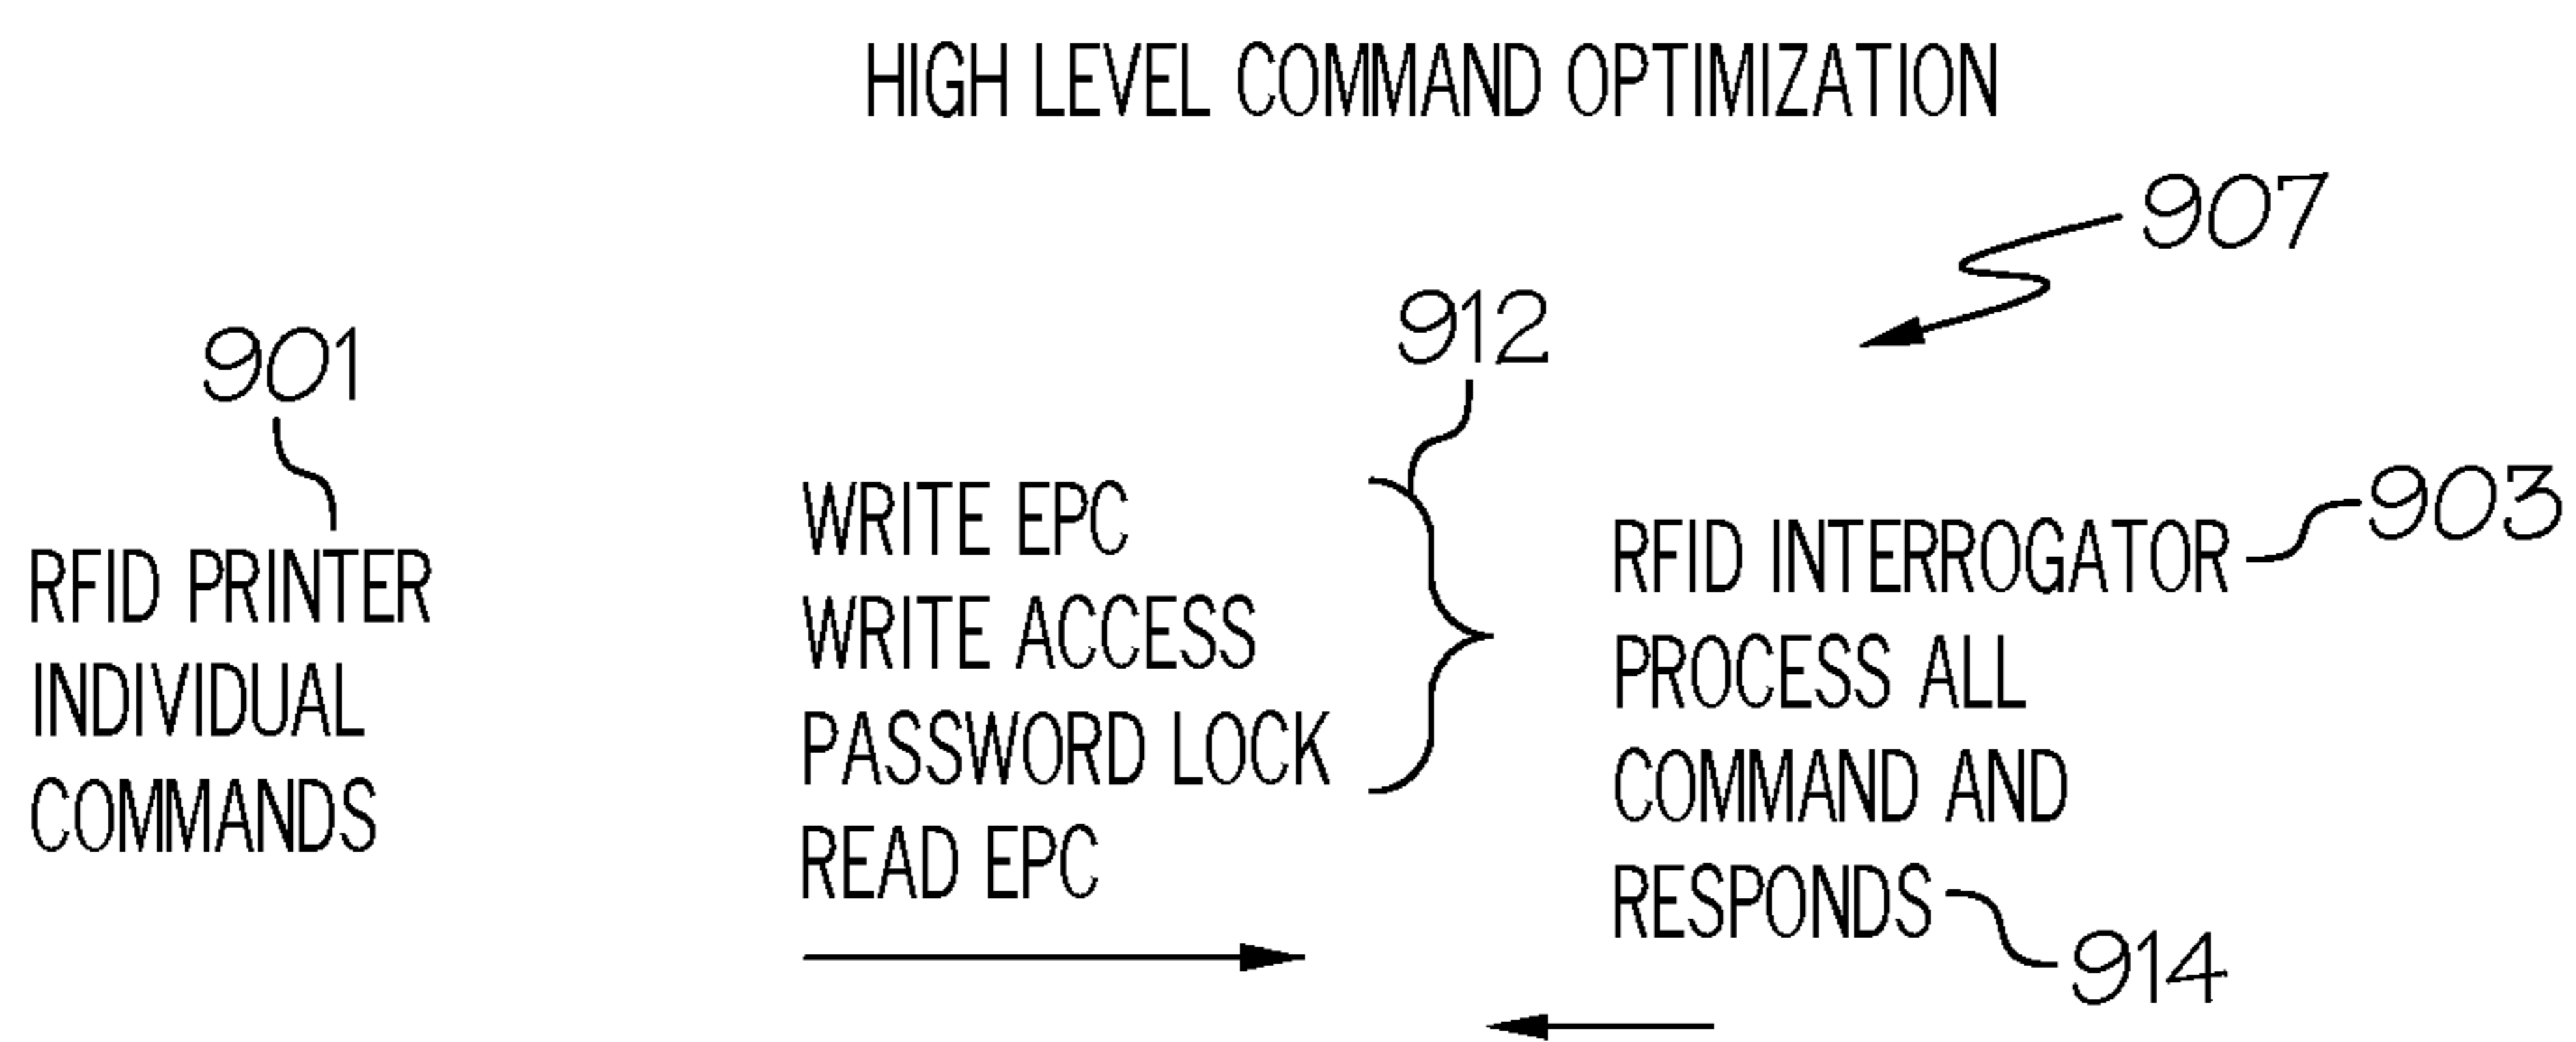 HIGH LEVEL COMMAND OPTIMIZATION
907
912
901
903
RFID PRINTER
INDIVIDUAL
COMMANDS
WRITE EPC
WRITE ACCESS
PASSWORD LOCK
READ EPC
RFID INTERROGATOR
PROCESS ALL
COMMAND AND
RESPONDS
914